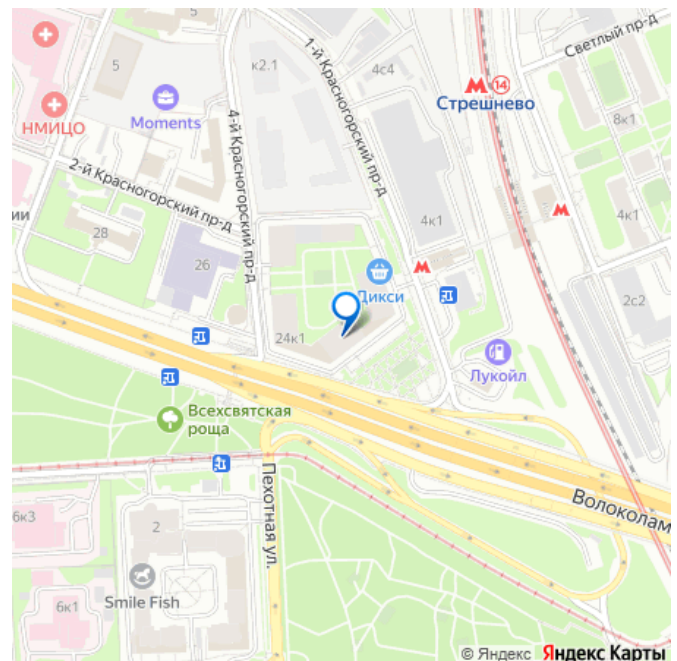 5
5
к2.1
4с4
1-й Красногорский пр-д
14
Стрешнево
Светлый пр-д
НМИЦО
Moments
4-й Красногорский пр-д
8к1
2-й Красногорский пр-д
ии
28
26
4к1
4к1
Дикси
2с2
24к1
Лукойл
Всехсвятская
роща
Пехотная ул.
Волоколам
6к3
2
Smile Fish
6к1
© Яндекс Яндекс Карты